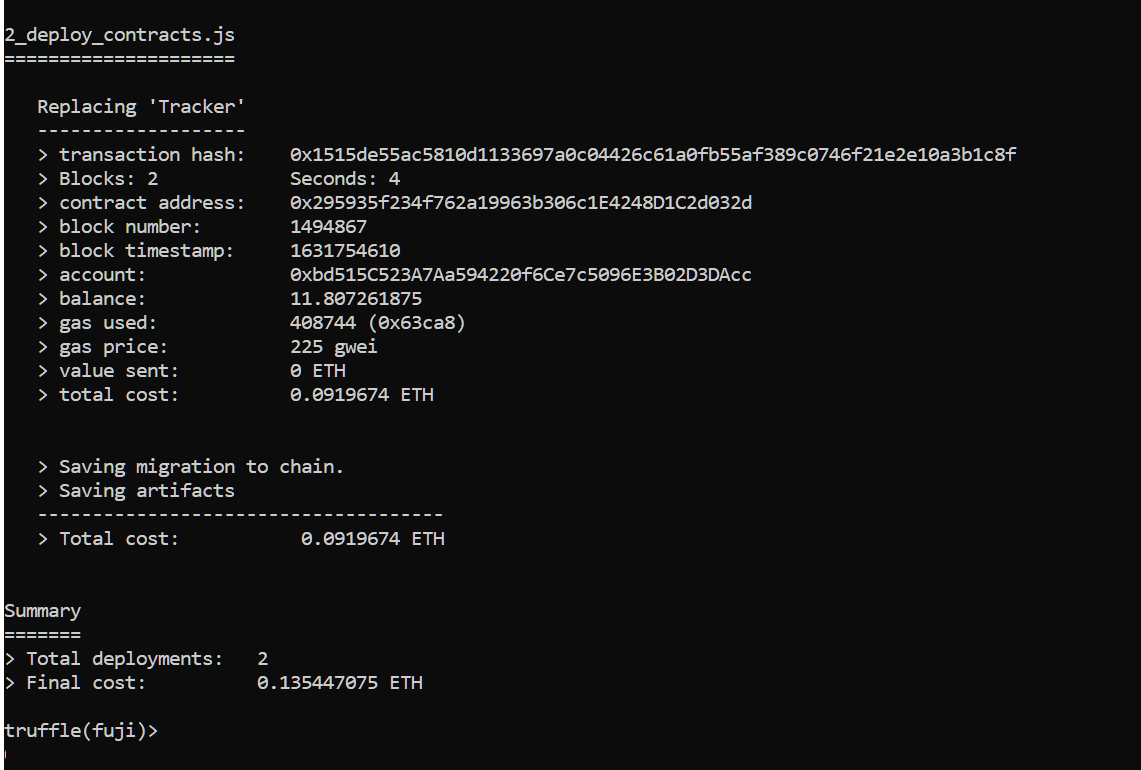 2_deploy_contracts.js
=====================
Replacing 'Tracker'
-------------------
> transaction hash:    0x1515de55ac5810d1133697a0c04426c61a0fb55af389c0746f21e2e10a3b1c8f
> Blocks: 2            Seconds: 4
> contract address:    0x295935f234f762a19963b306c1E4248D1C2d032d
> block number:        1494867
> block timestamp:     1631754610
> account:             0xbd515C523A7Aa594220f6Ce7c5096E3B02D3DAcc
> balance:             11.807261875
> gas used:            408744 (0x63ca8)
> gas price:           225 gwei
> value sent:          0 ETH
> total cost:          0.0919674 ETH
> Saving migration to chain.
> Saving artifacts
-------------------------------------
> Total cost:           0.0919674 ETH
Summary
=======
> Total deployments:   2
> Final cost:          0.135447075 ETH
truffle(fuji)>